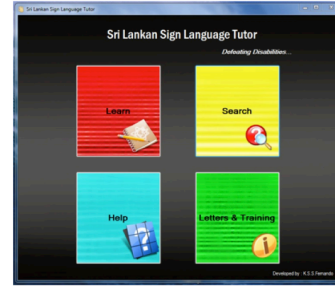 Sri Lankan Sign Language Tutor
Sri Lankan Sign Language Tutor
Defeating Disabilities...
Learn
Search
Help
Letters & Training
Developed by : K.S.S.Fernando